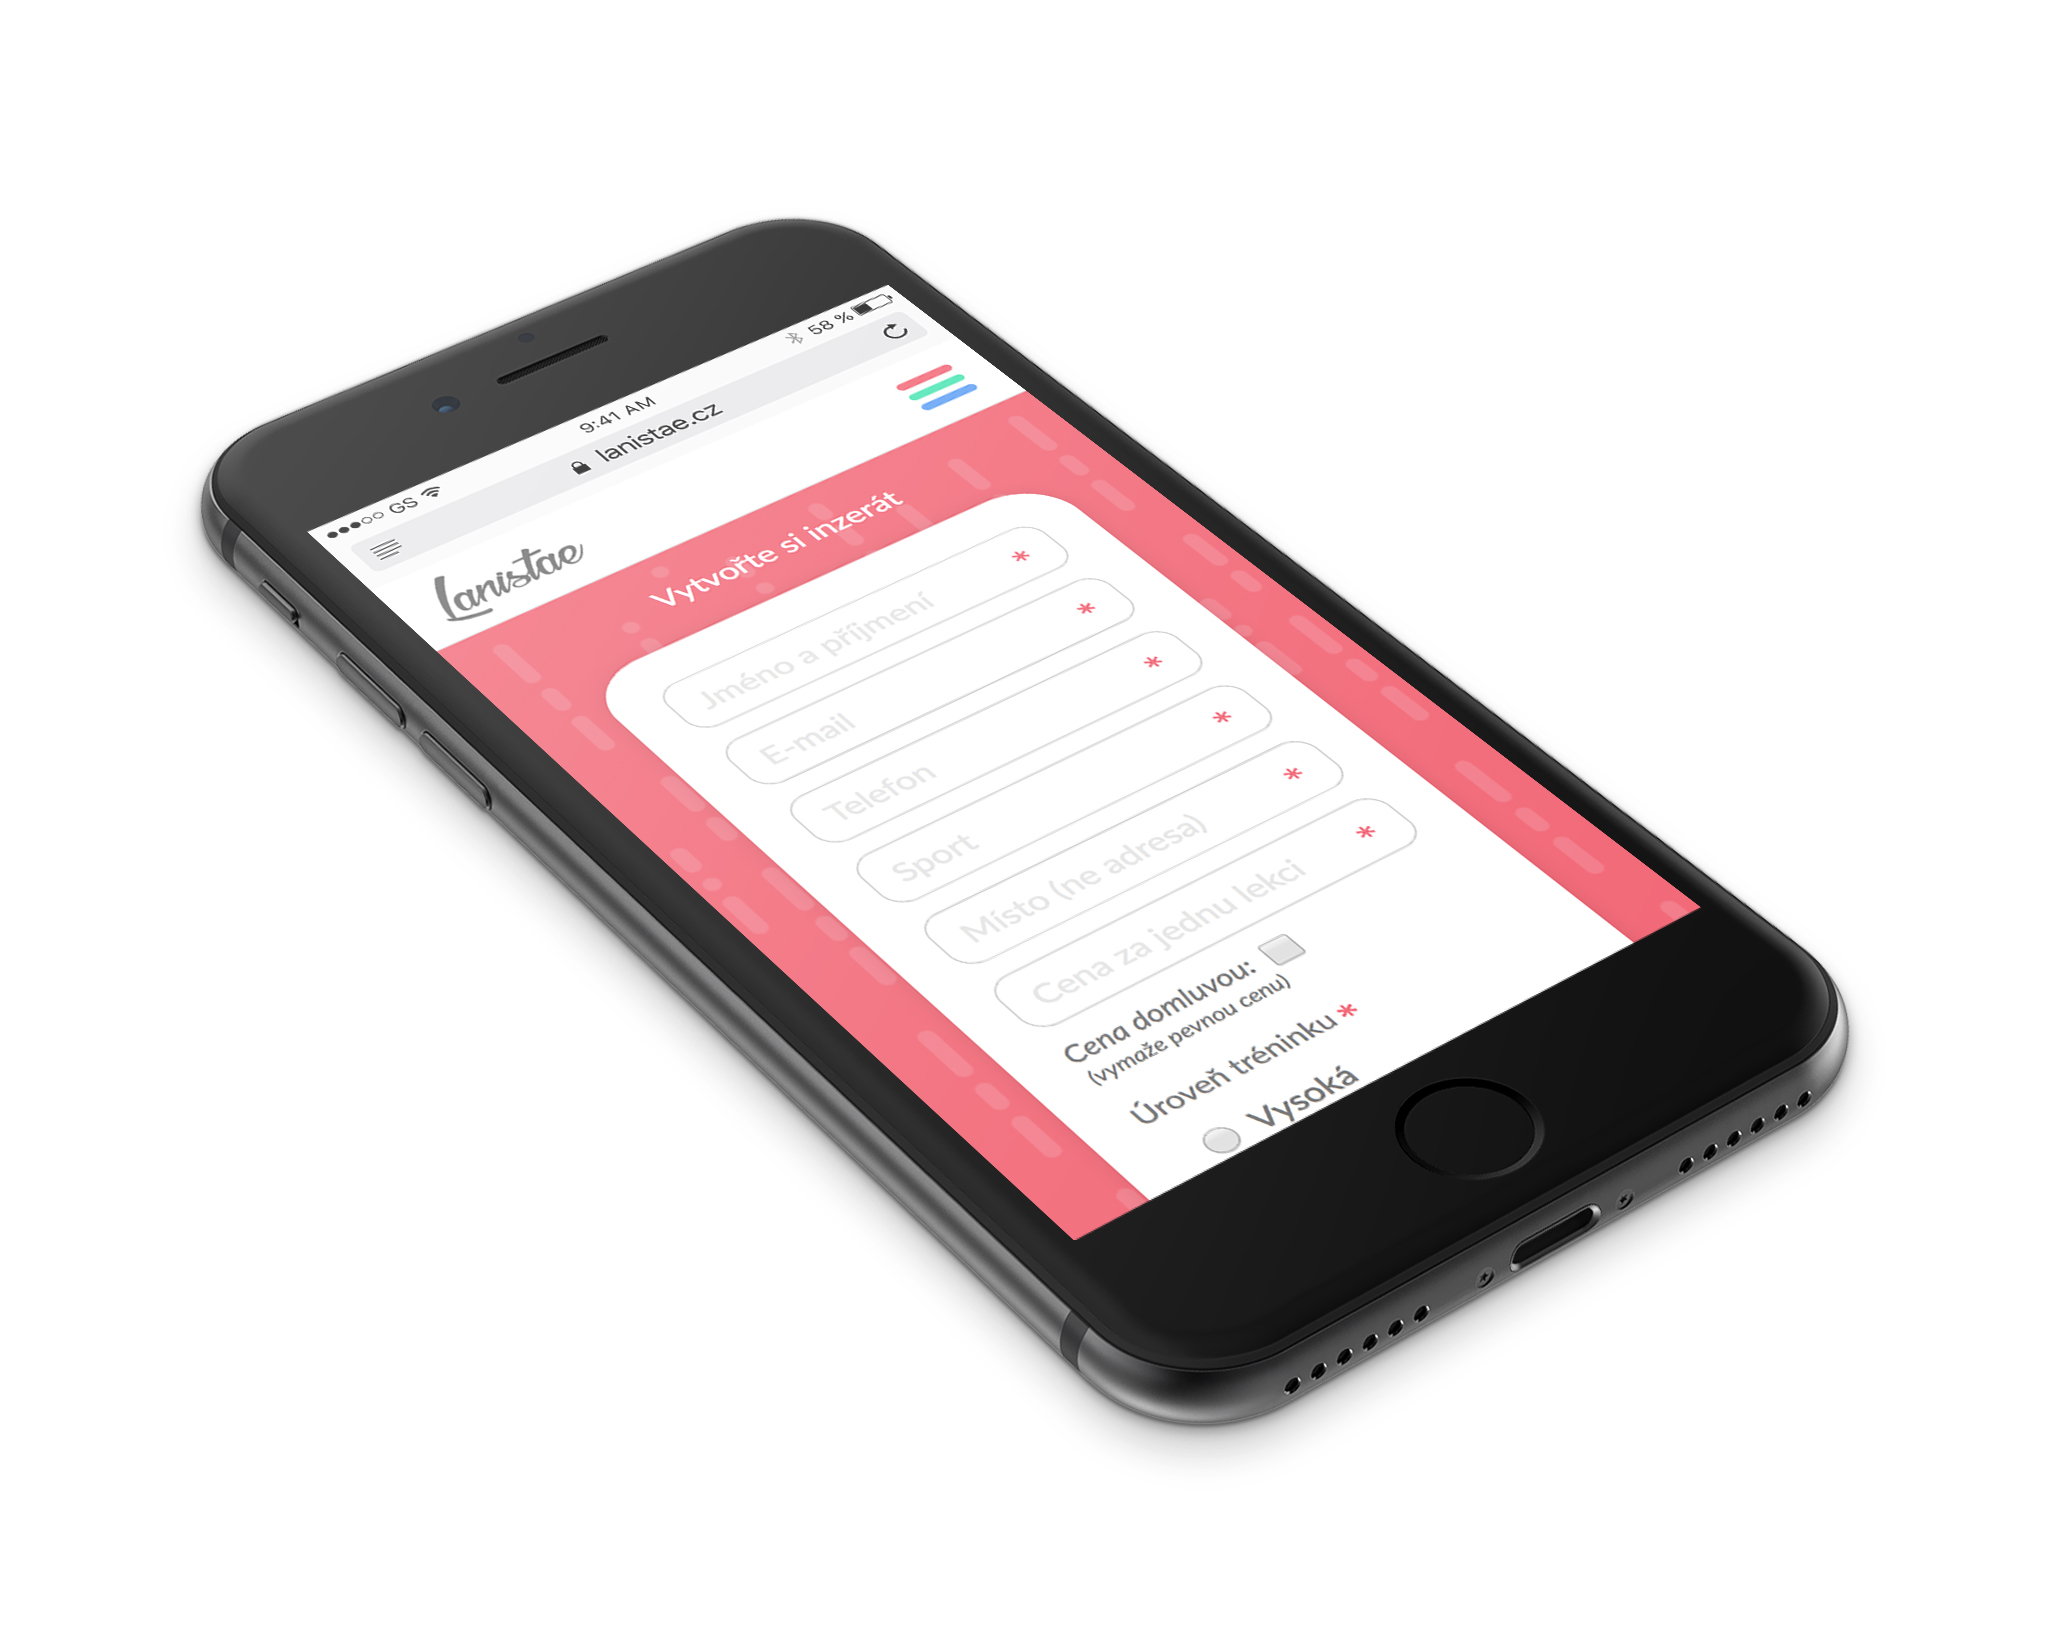 GS 9:41 AM 58 %
lanistae.cz
Lanistae
Vytvořte si inzerát
Jméno a příjmení *
E-mail *
Telefon *
Sport *
Místo (ne adresa) *
Cena za jednu lekci *
Cena domluvou:
(vymaže pevnou cenu)
Úroveň tréninku *
Vysoká